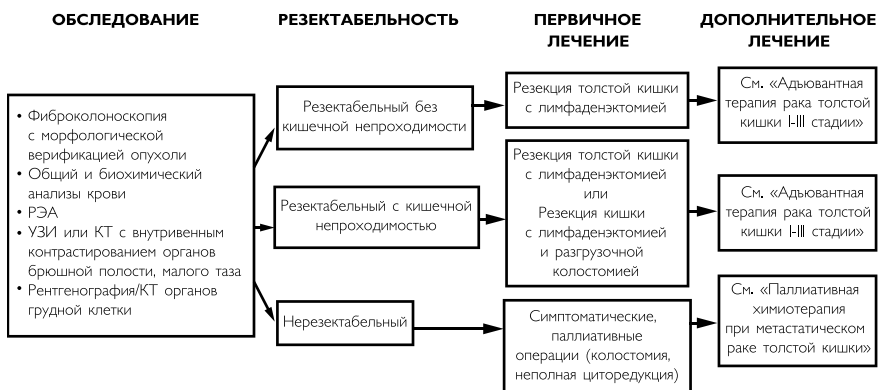 ОБСЛЕДОВАНИЕ
РЕЗЕКТАБЕЛЬНОСТЬ
ПЕРВИЧНОЕ
ЛЕЧЕНИЕ
ДОПОЛНИТЕЛЬНОЕ
ЛЕЧЕНИЕ
• Фиброколоноскопия
с морфологической
верификацией опухоли
• Общий и биохимический
анализы крови
• РЭА
• УЗИ или КТ с внутривенным
контрастированием органов
брюшной полости, малого таза
• Рентгенография/КТ органов
грудной клетки
Резектабельный без
кишечной непроходимости
Резекция толстой кишки
с лимфаденэктомией
См. «Адъювантная
терапия рака толстой
кишки I-III стадии»
Резектабельный с кишечной
непроходимостью
Резекция толстой кишки
с лимфаденэктомией
или
Резекция кишки
с лимфаденэктомией
и разгрузочной
колостомией
См. «Адъювантная
терапия рака толстой
кишки I-III стадии»
Нерезектабельный
Симптоматические,
паллиативные
операции (колостомия,
неполная циторедукция)
См. «Паллиативная
химиотерапия
при метастатическом
раке толстой кишки»